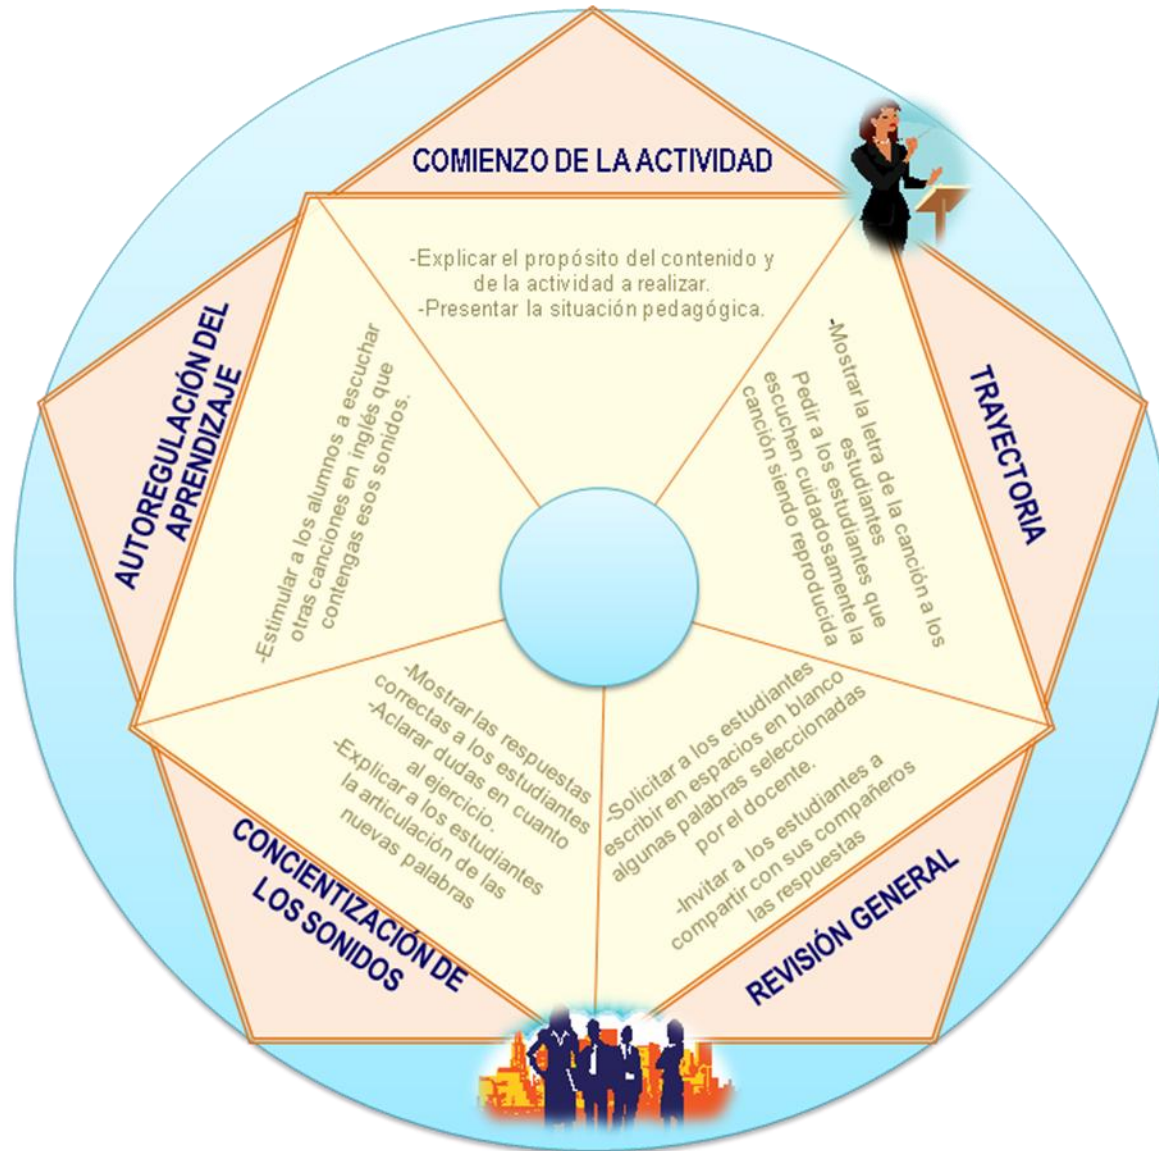 COMIENZO DE LA ACTIVIDAD
-Explicar el propósito del contenido y
de la actividad a realizar.
-Presentar la situación pedagógica.
TRAYECTORIA
-Mostrar la letra de la canción a los
estudiantes
Pedir a los estudiantes que
escuchen cuidadosamente la
canción siendo reproducida
REVISIÓN GENERAL
-Solicitar a los estudiantes
escribir en espacios en blanco
algunas palabras seleccionadas
por el docente.
-Invitar a los estudiantes a
compartir con sus compañeros
las respuestas
CONCIENTIZACIÓN DE
LOS SONIDOS
-Mostrar las respuestas
correctas a los estudiantes
-Aclarar dudas en cuanto
al ejercicio.
-Explicar a los estudiantes
la articulación de las
nuevas palabras
AUTOREGULACIÓN DEL
APRENDIZAJE
-Estimular a los alumnos a escuchar
otras canciones en inglés que
contengas esos sonidos.